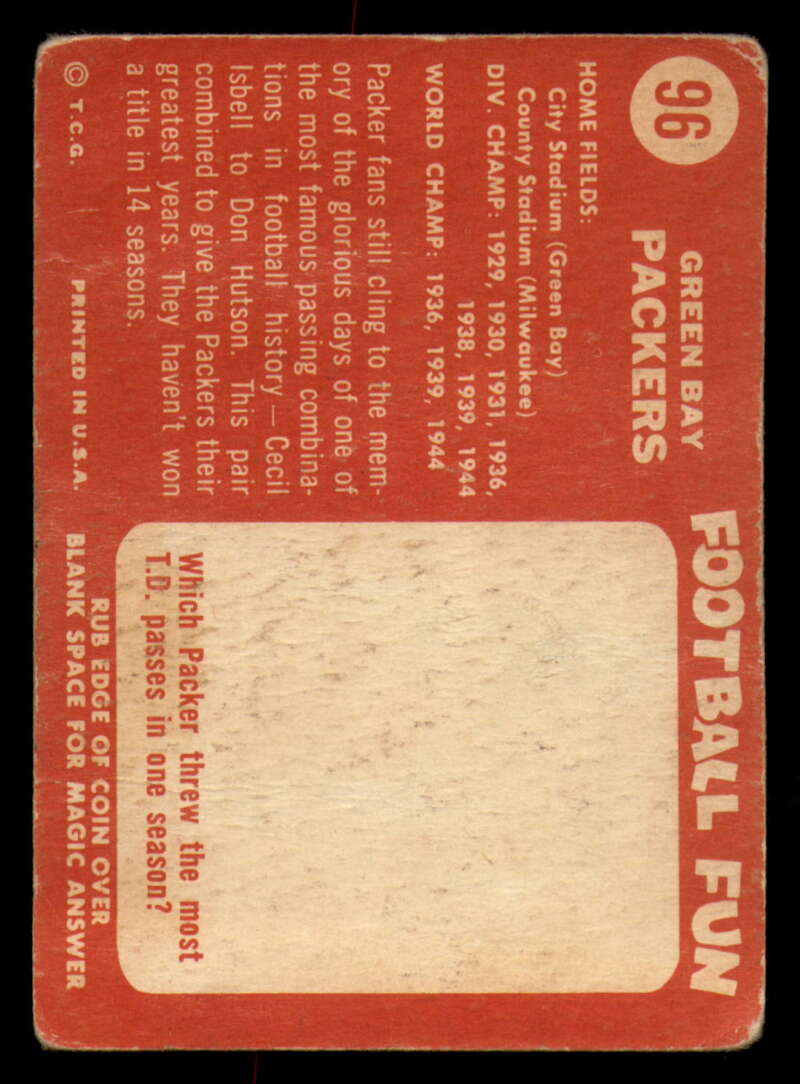 96
GREEN BAY
PACKERS
HOME FIELDS:
City Stadium (Green Bay)
County Stadium (Milwaukee)
DIV. CHAMP: 1929, 1930, 1931, 1936,
1938, 1939, 1944
WORLD CHAMP: 1936, 1939, 1944
Packer fans still cling to the mem-
ory of the glorious days of one of
the most famous passing combina-
tions in football history — Cecil
Isbell to Don Hutson. This pair
combined to give the Packers their
greatest years. They haven't won
a title in 14 seasons.
© T.C.G.
PRINTED IN U.S.A.
FOOTBALL FUN
Which Packer threw the most
T.D. passes in one season?
RUB EDGE OF COIN OVER
BLANK SPACE FOR MAGIC ANSWER